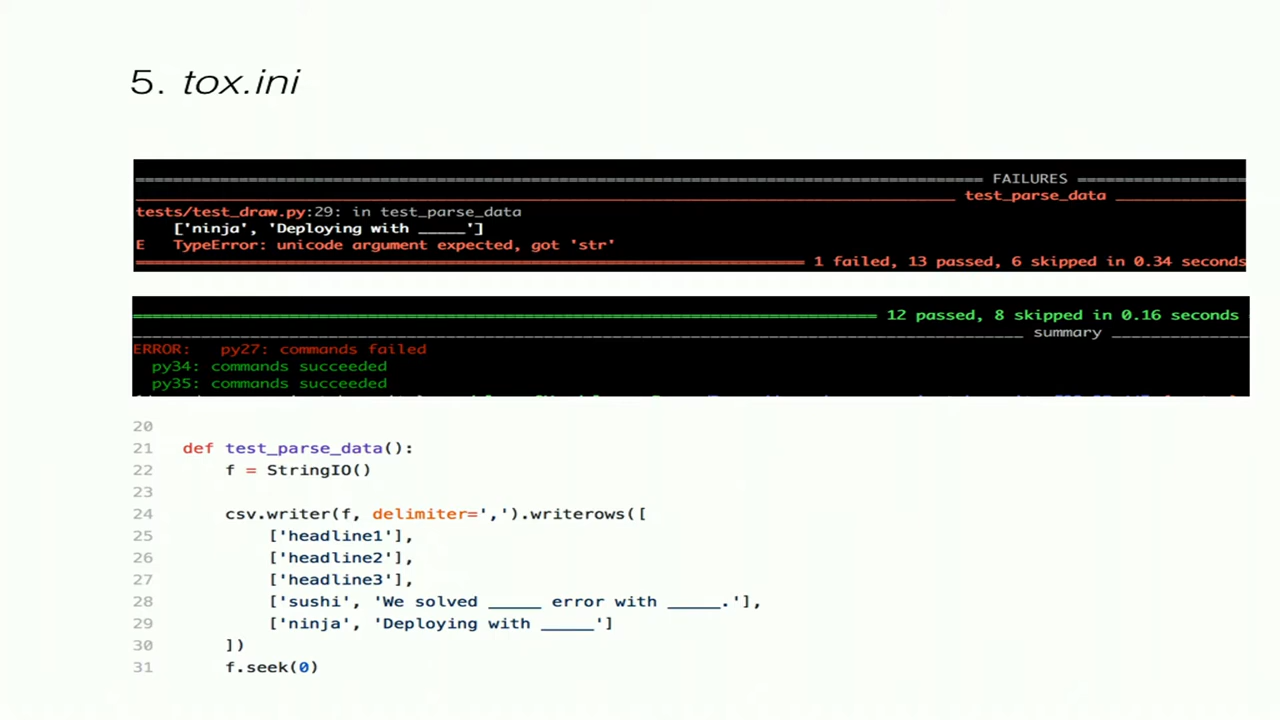 5. tox.ini
FAILURES
test_parse_data
tests/test_draw.py:29: in test_parse_data
['ninja', 'Deploying with _____']
E TypeError: unicode argument expected, got 'str'
1 failed, 13 passed, 6 skipped in 0.34 seconds
12 passed, 8 skipped in 0.16 seconds
summary
ERROR: py27: commands failed
py34: commands succeeded
py35: commands succeeded
20
21 def test_parse_data():
22 f = StringIO()
23
24 csv.writer(f, delimiter=',').writerows([
25 ['headline1'],
26 ['headline2'],
27 ['headline3'],
28 ['sushi', 'We solved _____ error with _____.'],
29 ['ninja', 'Deploying with _____']
30 ])
31 f.seek(0)